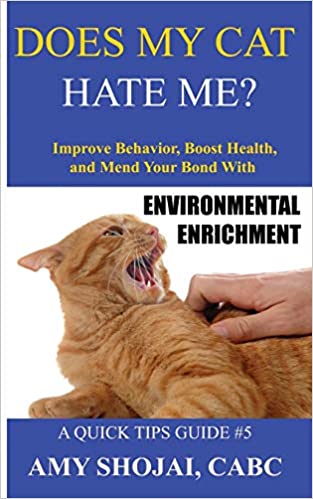 DOES MY CAT
HATE ME?
Improve Behavior, Boost Health,
and Mend Your Bond With
ENVIRONMENTAL
ENRICHMENT
A QUICK TIPS GUIDE #5
AMY SHOJAI, CABC